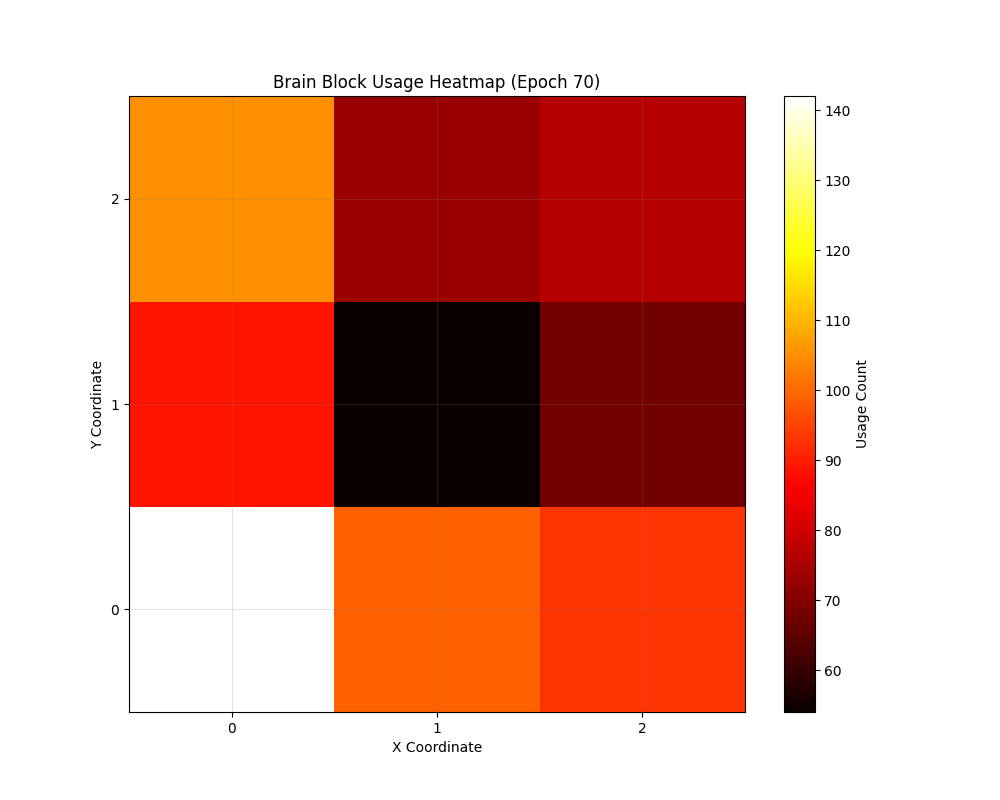 Brain Block Usage Heatmap (Epoch 70)
2
1
0
Y Coordinate
0 1 2
X Coordinate
140
130
120
110
100
90
80
70
60
Usage Count